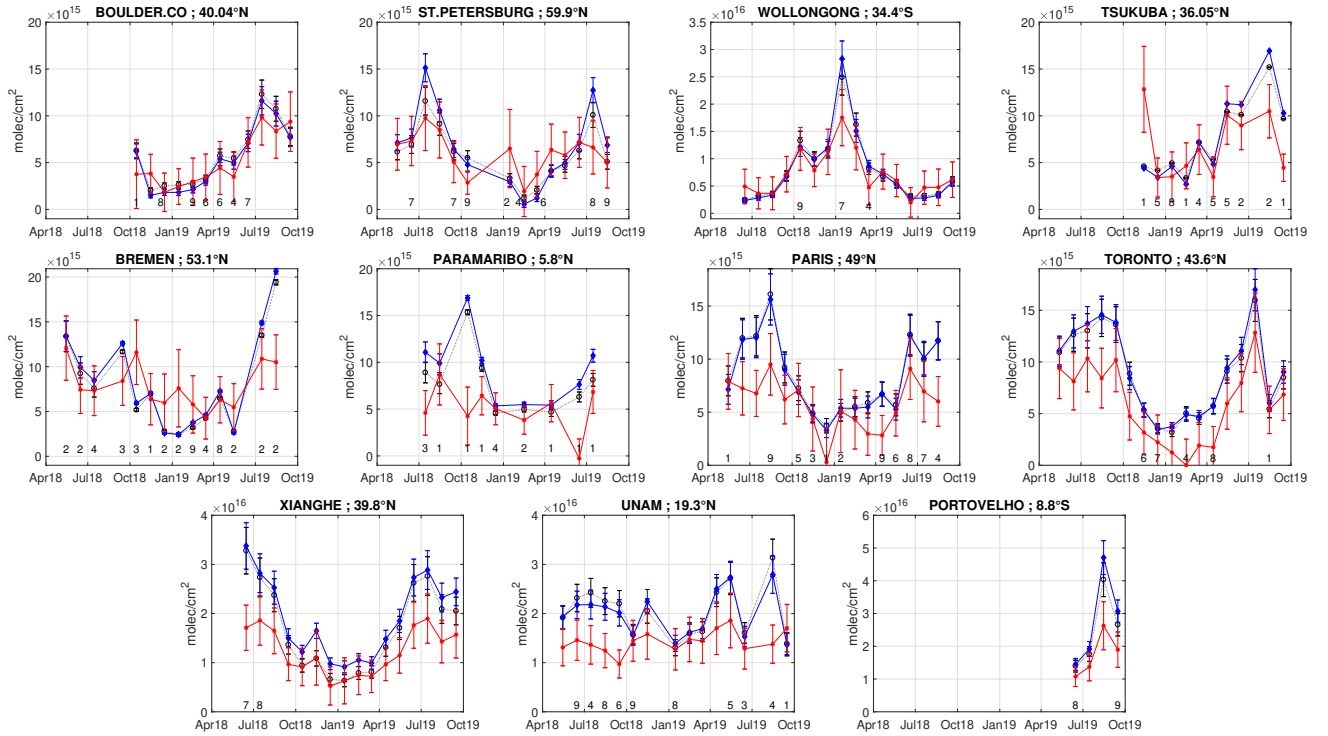 BOULDER.CO ; 40.04°N
×10¹⁵
20
15
10
5
0
molec/cm²
1 8 9 6 6 4 7
Apr18 Jul18 Oct18 Jan19 Apr19 Jul19 Oct19
ST.PETERSBURG ; 59.9°N
×10¹⁵
20
15
10
5
0
molec/cm²
7 7 9 2 4 6 8 9
Apr18 Jul18 Oct18 Jan19 Apr19 Jul19 Oct19
WOLLONGONG ; 34.4°S
×10¹⁶
3.5
3
2.5
2
1.5
1
0.5
0
molec/cm²
9 7 4
Apr18 Jul18 Oct18 Jan19 Apr19 Jul19 Oct19
TSUKUBA ; 36.05°N
×10¹⁵
20
15
10
5
0
molec/cm²
1 5 8 1 4 5 5 2 2 1
Apr18 Jul18 Oct18 Jan19 Apr19 Jul19 Oct19
BREMEN ; 53.1°N
×10¹⁵
20
15
10
5
0
molec/cm²
2 2 4 3 3 1 2 2 9 4 8 2 2 2
Apr18 Jul18 Oct18 Jan19 Apr19 Jul19 Oct19
PARAMARIBO ; 5.8°N
×10¹⁵
20
15
10
5
0
molec/cm²
3 1 1 1 4 2 1 1 1
Apr18 Jul18 Oct18 Jan19 Apr19 Jul19 Oct19
PARIS ; 49°N
×10¹⁵
15
10
5
0
molec/cm²
1 9 5 3 2 9 6 8 7 4
Apr18 Jul18 Oct18 Jan19 Apr19 Jul19 Oct19
TORONTO ; 43.6°N
×10¹⁵
15
10
5
0
molec/cm²
6 7 4 8 1
Apr18 Jul18 Oct18 Jan19 Apr19 Jul19 Oct19
XIANGHE ; 39.8°N
×10¹⁶
4
3
2
1
0
molec/cm²
7 8
Apr18 Jul18 Oct18 Jan19 Apr19 Jul19 Oct19
UNAM ; 19.3°N
×10¹⁶
4
3
2
1
0
molec/cm²
9 4 8 6 9 8 5 3 4 1
Apr18 Jul18 Oct18 Jan19 Apr19 Jul19 Oct19
PORTOVELHO ; 8.8°S
×10¹⁶
6
5
4
3
2
1
0
molec/cm²
8 9
Apr18 Jul18 Oct18 Jan19 Apr19 Jul19 Oct19